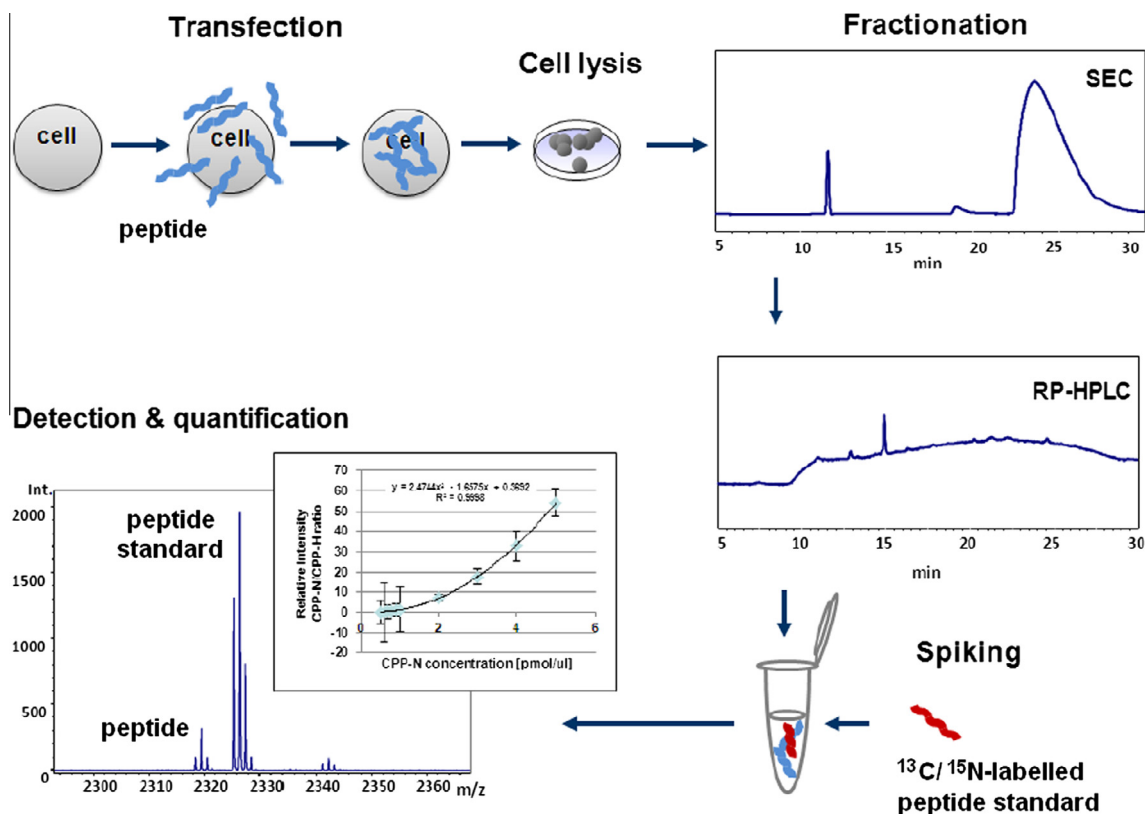 Transfection
cell
cell
cell
peptide
Cell lysis
Fractionation
SEC
5 10 15 20 25 30
min
RP-HPLC
5 10 15 20 25 30
min
Spiking
13C/ 15N-labelled
peptide standard
Detection & quantification
Int.
2000
1500
1000
500
0
peptide
standard
peptide
2300 2310 2320 2330 2340 2350 2360 m/z
70
60
50
40
30
20
10
0
-10
-20
Relative Intensity
CPP-N/CPP-H ratio
y = 2.4744x² - 1.6575x + 0.3692
R² = 0.9998
0 2 4 6
CPP-N concentration [pmol/ul]